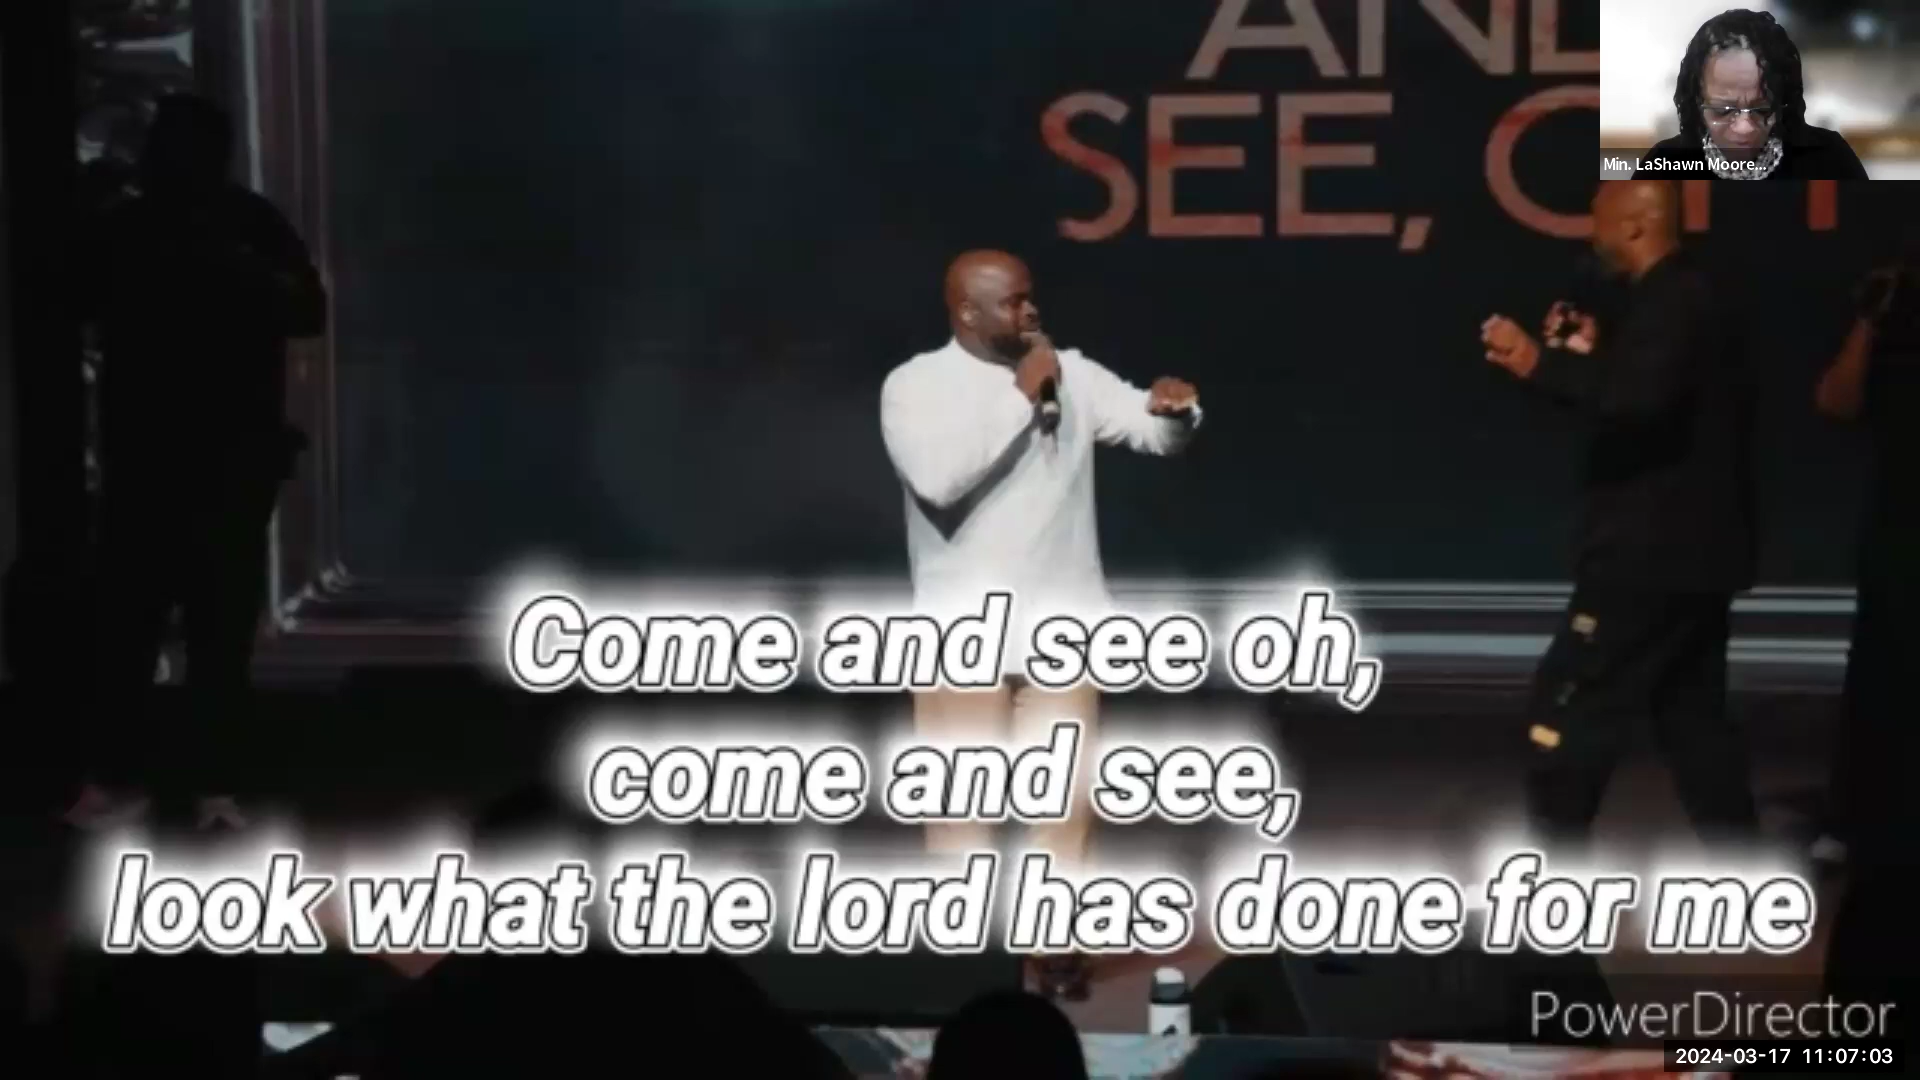 AND
SEE,
Min. LaShawn Moore...
Come and see oh,
come and see,
look what the lord has done for me
PowerDirector
2024-03-17 11:07:03